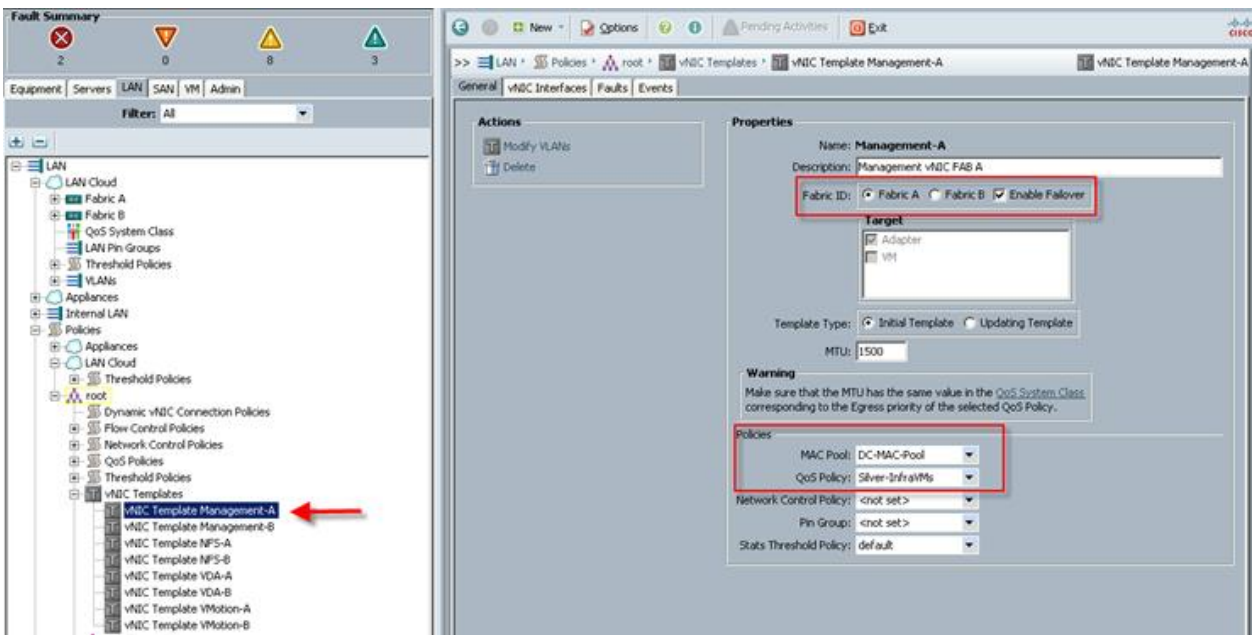 Fault Summary
2 0 8 3
Equipment Servers LAN SAN VM Admin
Filter: All
LAN
LAN Cloud
Fabric A
Fabric B
QoS System Class
LAN Pin Groups
Threshold Policies
VLANs
Appliances
Internal LAN
Policies
Appliances
LAN Cloud
Threshold Policies
root
Dynamic vNIC Connection Policies
Flow Control Policies
Network Control Policies
QoS Policies
Threshold Policies
vNIC Templates
vNIC Template Management-A
vNIC Template Management-B
vNIC Template NFS-A
vNIC Template NFS-B
vNIC Template VDA-A
vNIC Template VDA-B
vNIC Template VMotion-A
vNIC Template VMotion-B
New Options Pending Activities Exit
CISCO
>> LAN Policies root vNIC Templates vNIC Template Management-A vNIC Template Management-A
General vNIC Interfaces Faults Events
Actions
Modify VLANs
Delete
Properties
Name: Management-A
Description: Management vNIC FAB A
Fabric ID: Fabric A Fabric B Enable Failover
Target
Adapter
VM
Template Type: Initial Template Updating Template
MTU: 1500
Warning
Make sure that the MTU has the same value in the QoS System Class
corresponding to the Egress priority of the selected QoS Policy.
Policies
MAC Pool: DC-MAC-Pool
QoS Policy: Silver-InfraVMs
Network Control Policy: <not set>
Pin Group: <not set>
Stats Threshold Policy: default